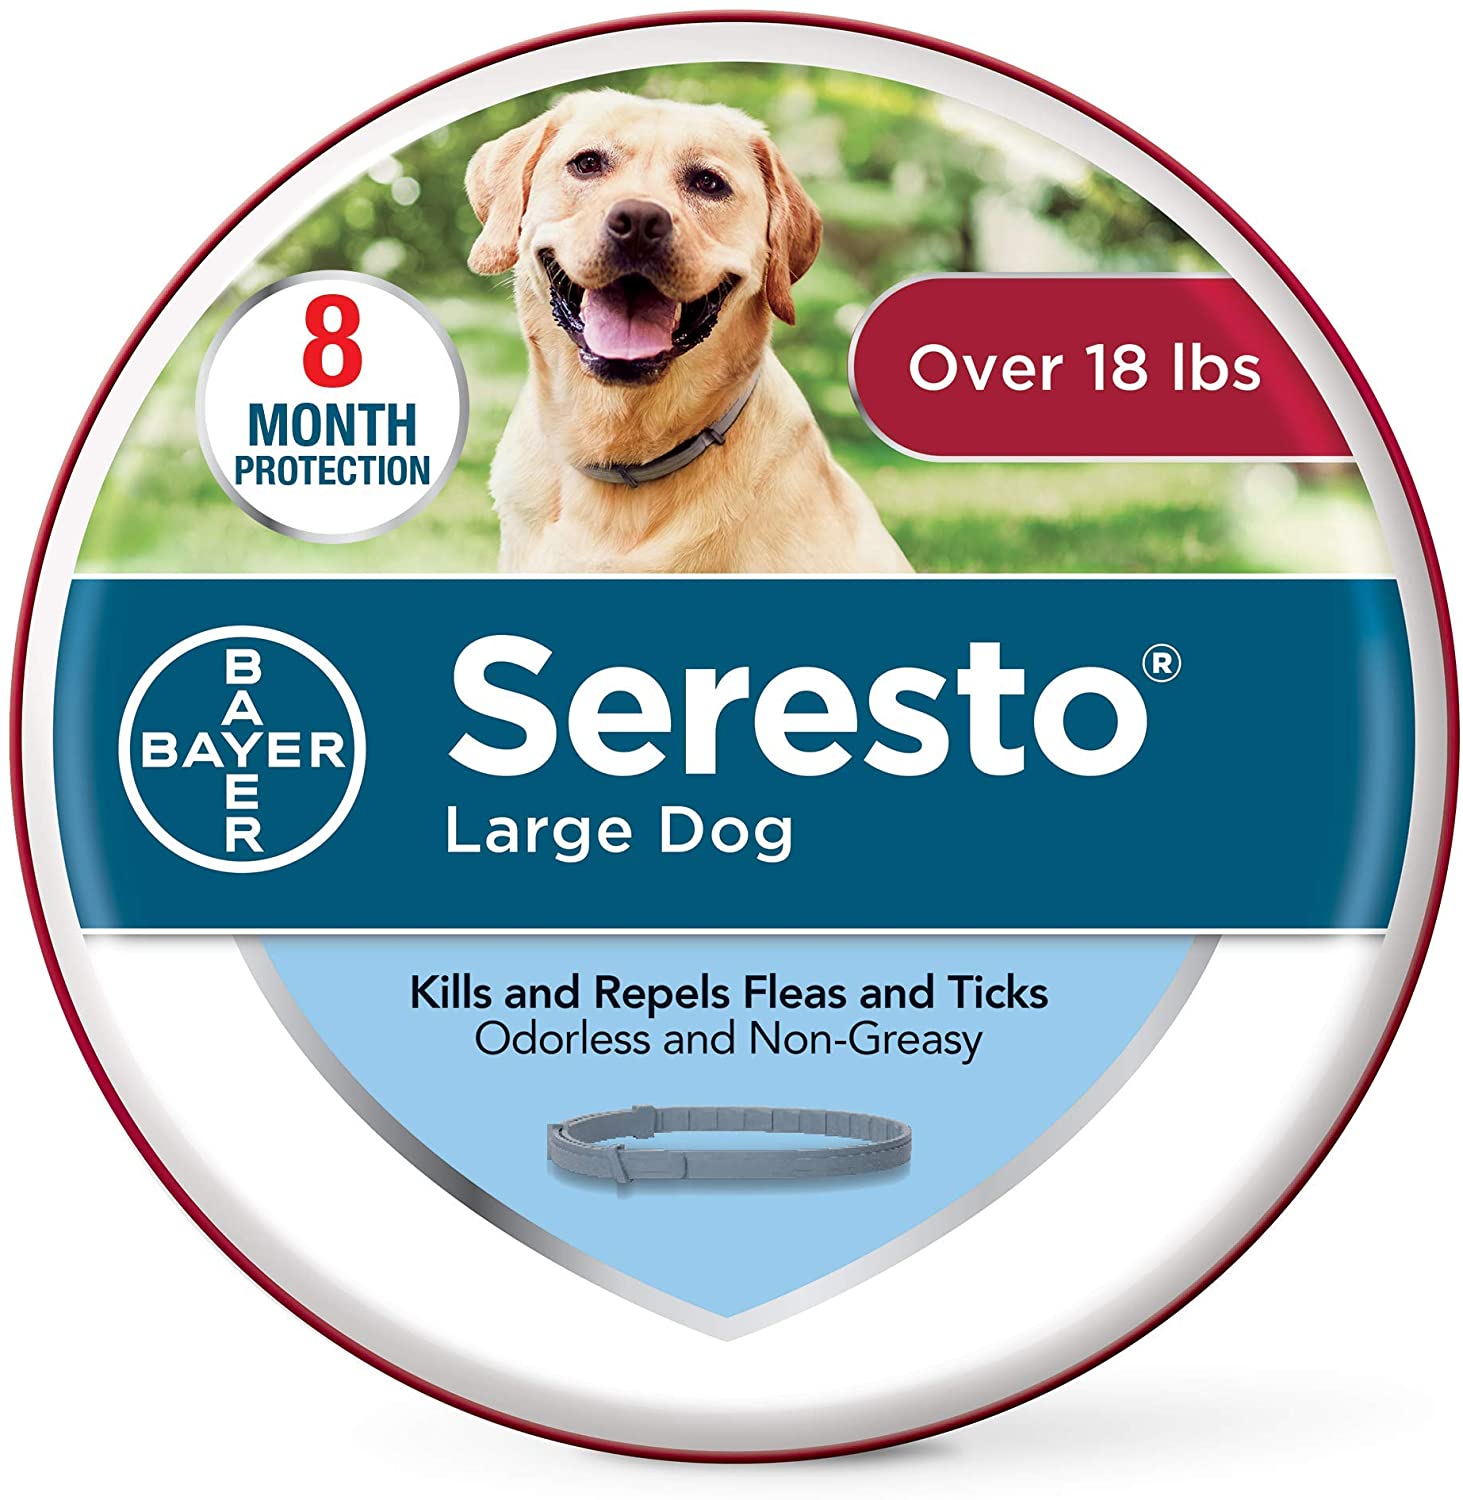 8
MONTH
PROTECTION
Over 18 lbs
BAYER
BAYER
Seresto®
Large Dog
Kills and Repels Fleas and Ticks
Odorless and Non-Greasy